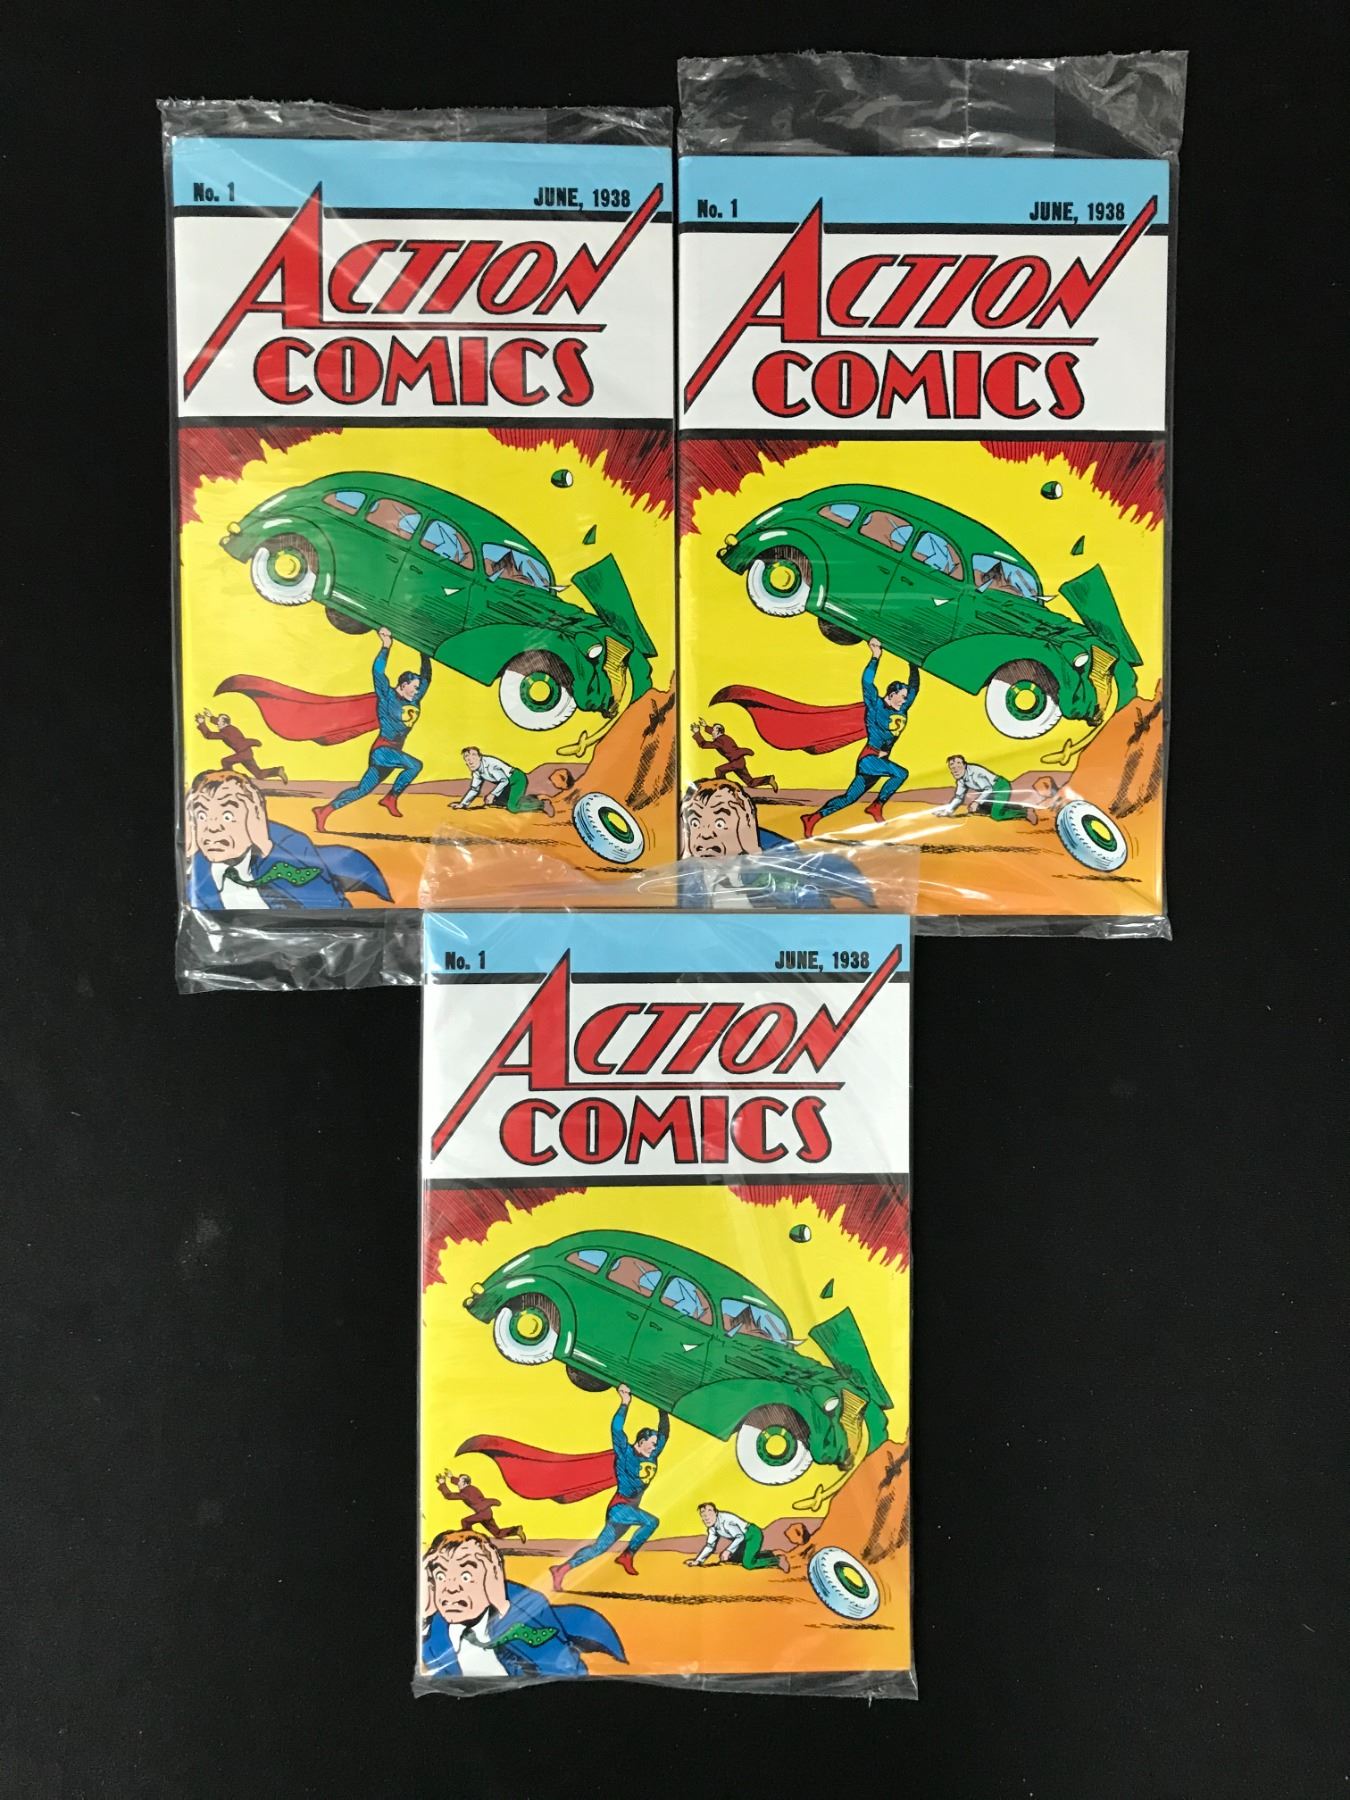 No. 1 JUNE, 1938
ACTION
COMICS
S
No. 1 JUNE, 1938
ACTION
COMICS
S
No. 1 JUNE, 1938
ACTION
COMICS
S